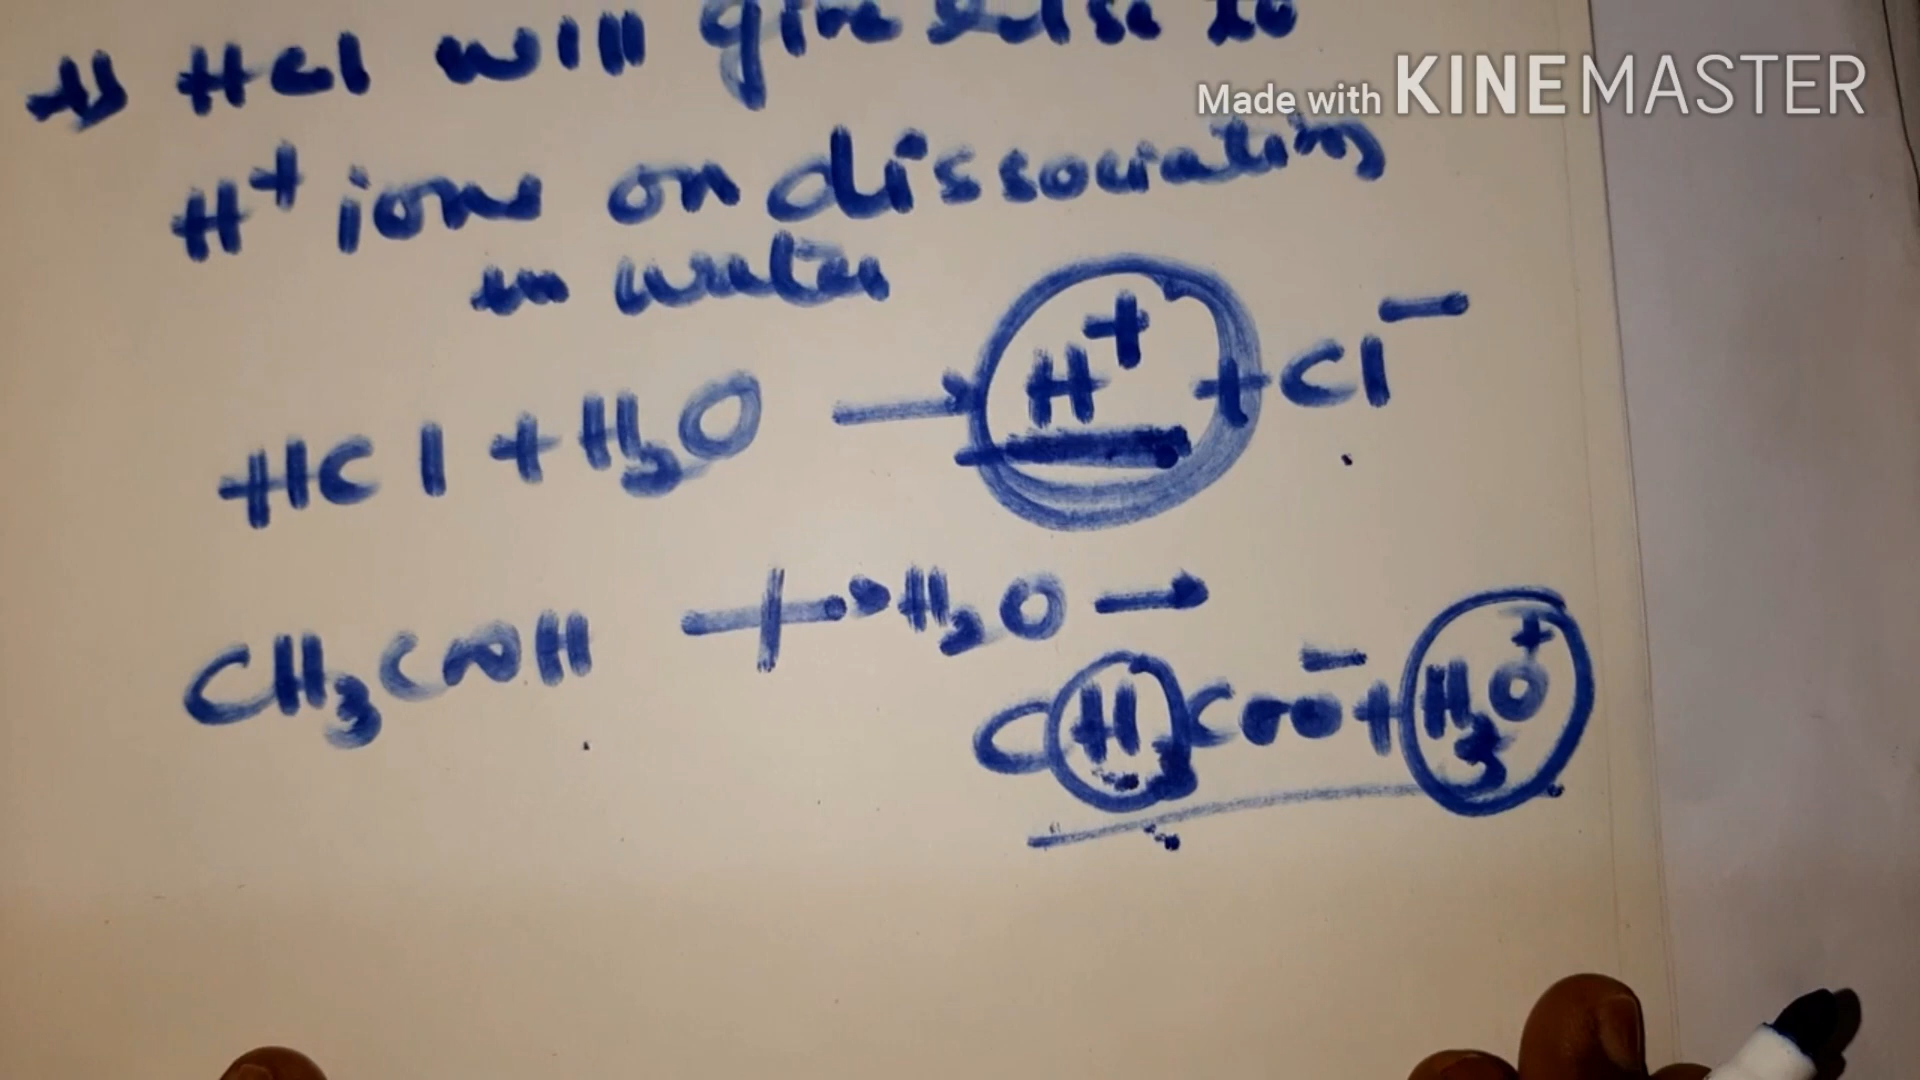 HCl will give rise to
Made with KINEMASTER
H+ ions on dissociating
in water
HCl + H2O → H+ + Cl−
CH3COOH + H2O →
CH3COO− + H3O+